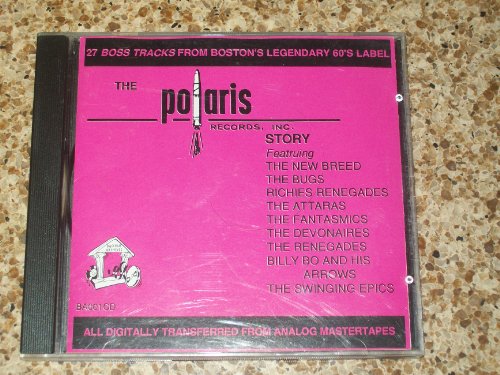 27 BOSS TRACKS FROM BOSTON'S LEGENDARY 60'S LABEL
THE
polaris
RECORDS, INC.
STORY
Featruing
THE NEW BREED
THE BUGS
RICHIES RENEGADES
THE ATTARAS
THE FANTASMICS
THE DEVONAIRES
THE RENEGADES
BILLY BO AND HIS
ARROWS
THE SWINGING EPICS
BA001CD
ALL DIGITALLY TRANSFERRED FROM ANALOG MASTERTAPES